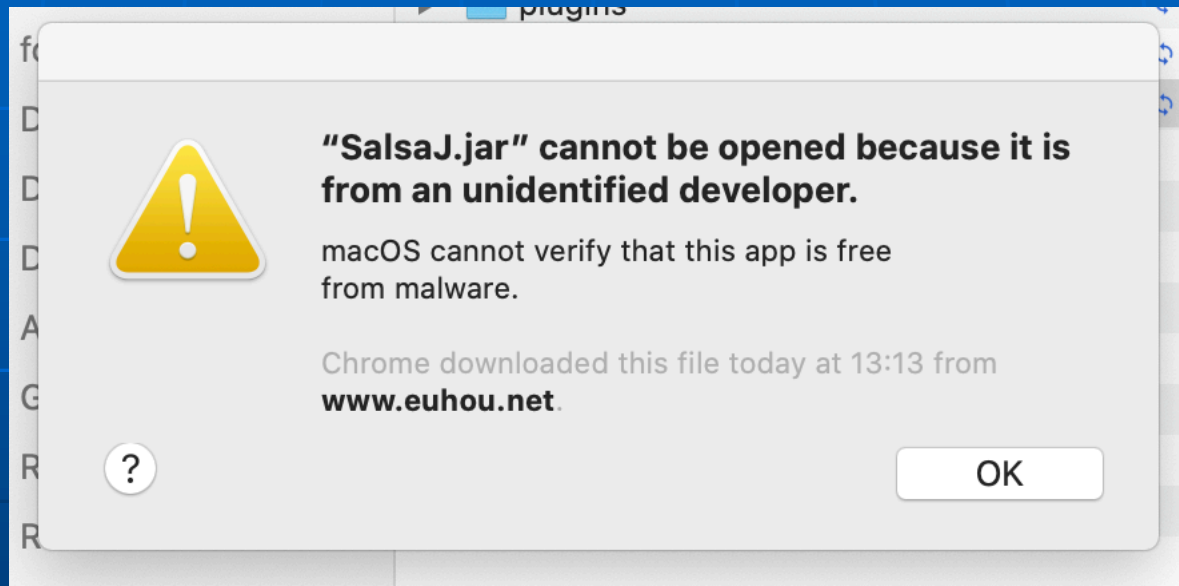 plugins
"SalsaJ.jar" cannot be opened because it is
from an unidentified developer.
macOS cannot verify that this app is free
from malware.
Chrome downloaded this file today at 13:13 from
www.euhou.net.
?
OK